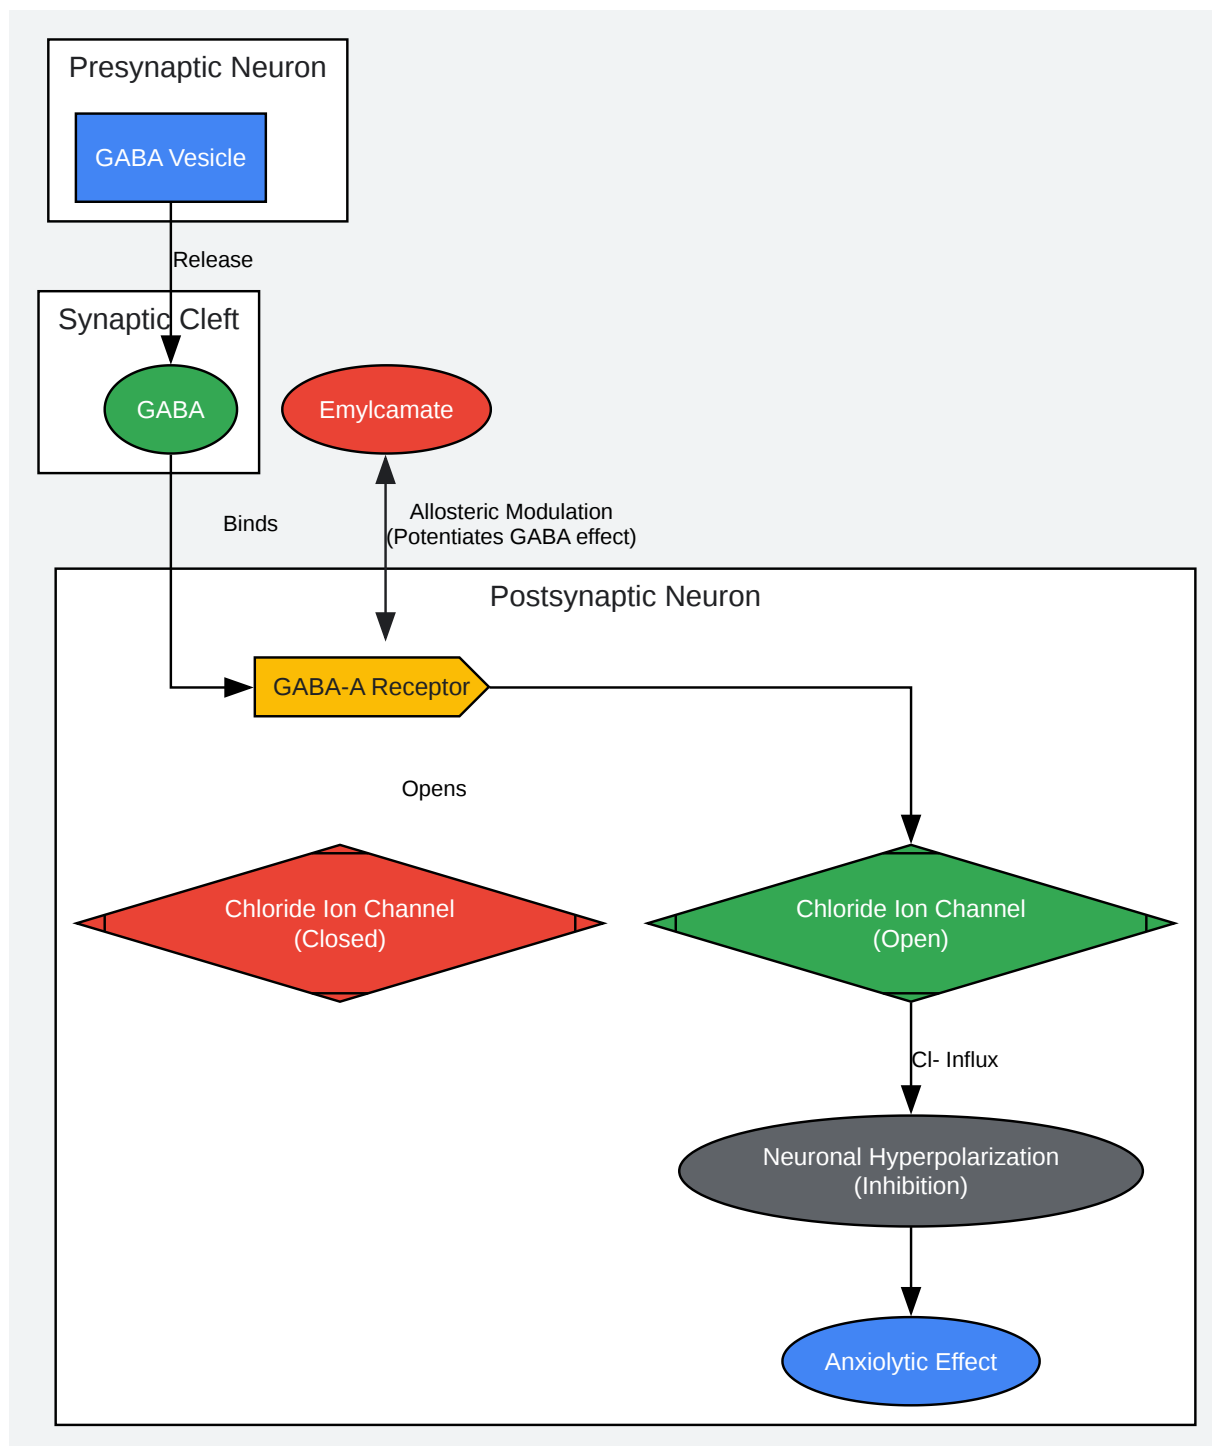 Presynaptic Neuron
GABA Vesicle
Release
Synaptic Cleft
GABA
Emylcamate
Binds
Allosteric Modulation
(Potentiates GABA effect)
Postsynaptic Neuron
GABA-A Receptor
Opens
Chloride Ion Channel
(Closed)
Chloride Ion Channel
(Open)
Cl- Influx
Neuronal Hyperpolarization
(Inhibition)
Anxiolytic Effect